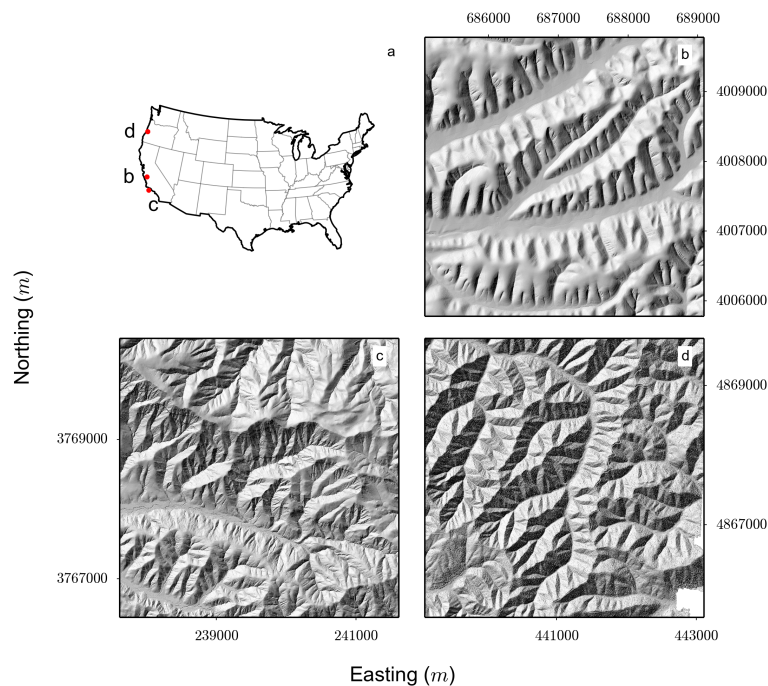 686000 687000 688000 689000
a
b
4009000
d
4008000
b
c
4007000
4006000
Northing (m)
c
d
4869000
3769000
4867000
3767000
239000 241000 441000 443000
Easting (m)